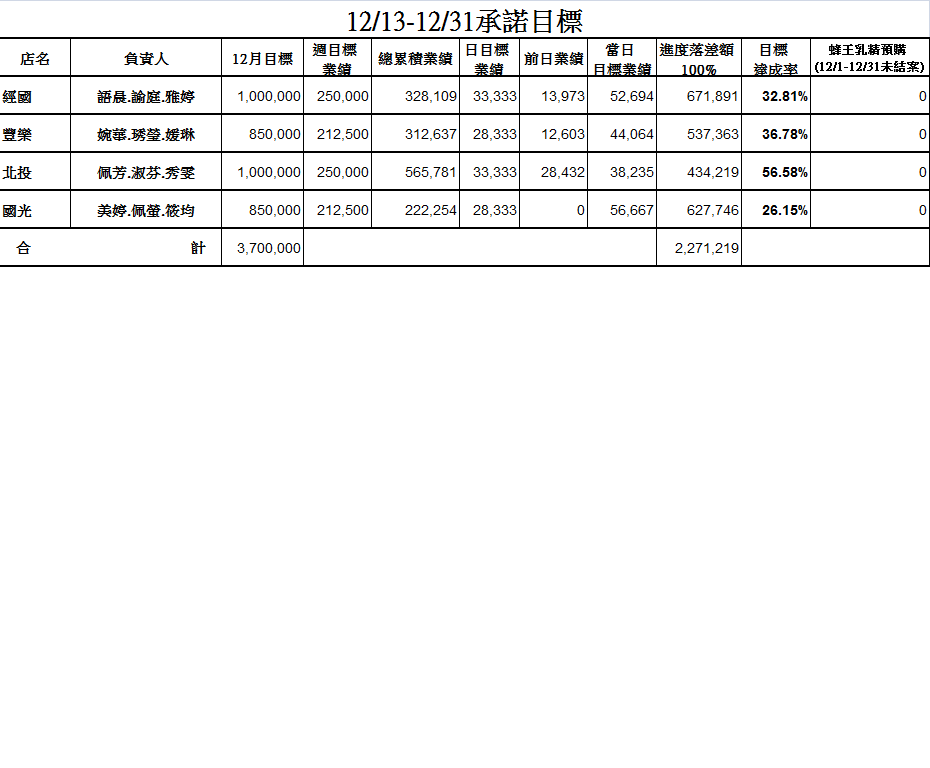 12/13-12/31承諾目標
店名 負責人 12月目標 週目標業績 總累積業績 日目標業績 前日業績 當日目標業績 進度落差額100% 目標達成率 蜂王乳精預購(12/1-12/31未結案)
經國 語晨.諭庭.雅婷 1,000,000 250,000 328,109 33,333 13,973 52,694 671,891 32.81% 0
豐樂 婉華.琇瑩.媛琳 850,000 212,500 312,637 28,333 12,603 44,064 537,363 36.78% 0
北投 佩芳.淑芬.秀雯 1,000,000 250,000 565,781 33,333 28,432 38,235 434,219 56.58% 0
國光 美婷.佩螢.筱均 850,000 212,500 222,254 28,333 0 56,667 627,746 26.15% 0
合 計 3,700,000 2,271,219